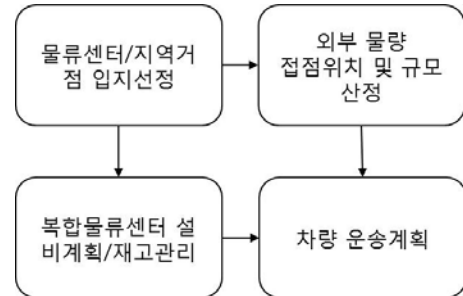 물류센터/지역거
점 입지선정
외부 물량
접점위치 및 규모
산정
복합물류센터 설
비계획/재고관리
차량 운송계획